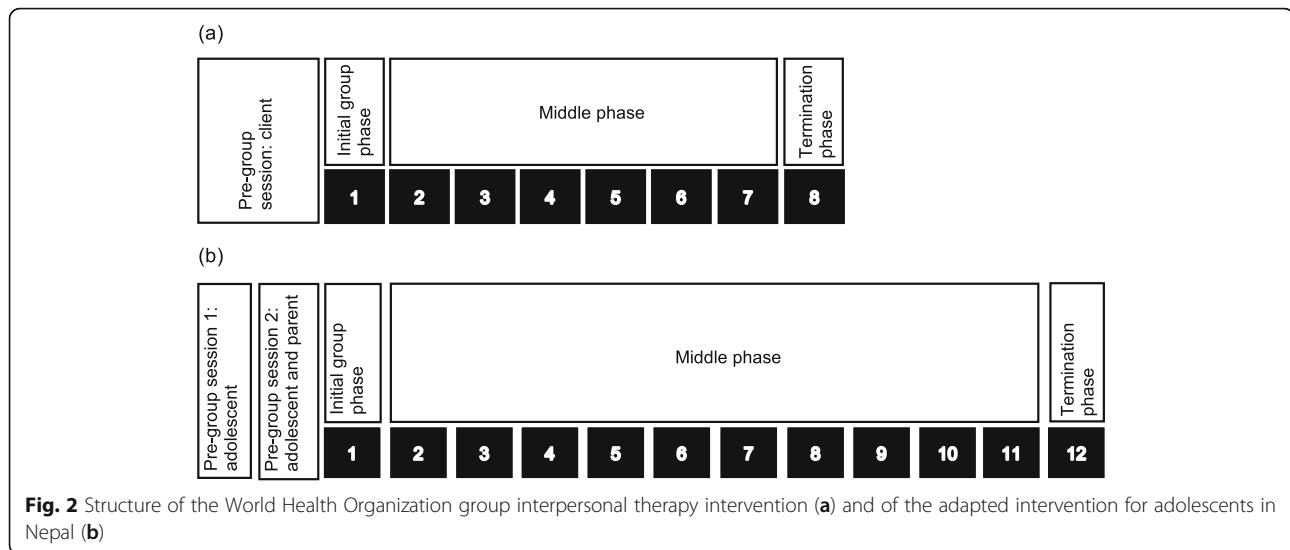 (a)
Pre-group
session: client
Initial group
phase
Middle phase
Termination
phase
1 2 3 4 5 6 7 8
(b)
Pre-group session 1:
adolescent
Pre-group session 2:
adolescent and parent
Initial group
phase
Middle phase
Termination
phase
1 2 3 4 5 6 7 8 9 10 11 12
Fig. 2 Structure of the World Health Organization group interpersonal therapy intervention (a) and of the adapted intervention for adolescents in
Nepal (b)